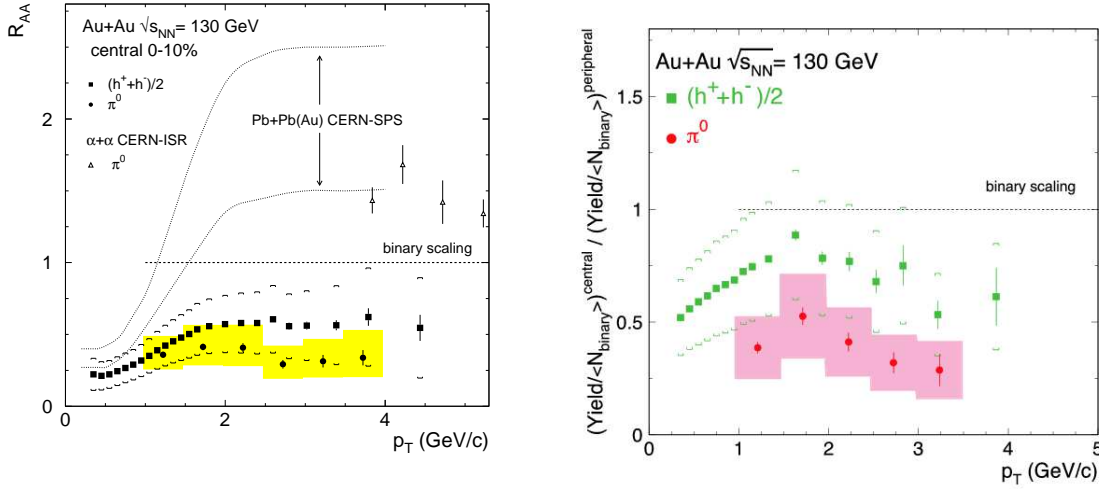 R_AA
Au+Au √s_NN = 130 GeV
central 0-10%
(h⁺+h⁻)/2
π⁰
α+α CERN-ISR
π⁰
Pb+Pb(Au) CERN-SPS
binary scaling
2
1
0
0 2 4
p_T (GeV/c)
(Yield/<N_binary>)^central / (Yield/<N_binary>)^peripheral
Au+Au √s_NN= 130 GeV
(h⁺+h⁻)/2
π⁰
binary scaling
1.5
1
0.5
0
0 1 2 3 4 5
p_T (GeV/c)